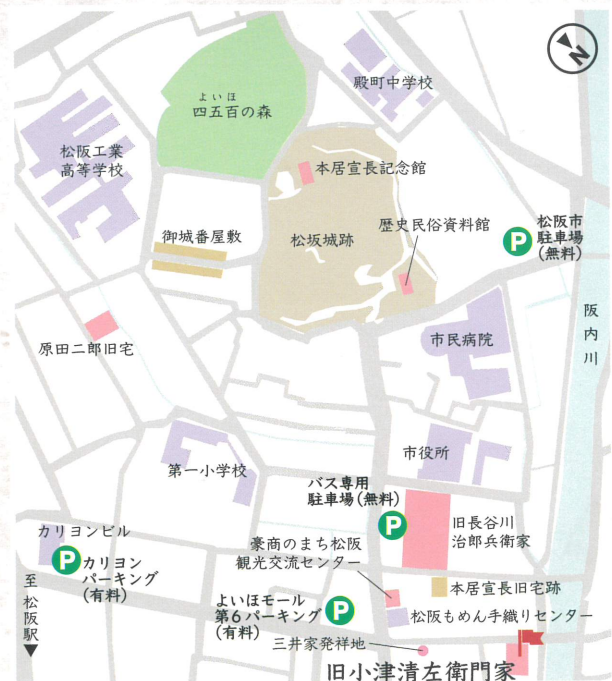 N
殿町中学校
よいほ
四五百の森
松阪工業
高等学校
本居宣長記念館
御城番屋敷
松坂城跡
歴史民俗資料館
P
松阪市
駐車場
(無料)
阪内川
原田二郎旧宅
市民病院
市役所
第一小学校
バス専用
駐車場(無料)
P
旧長谷川
治郎兵衛家
カリヨンビル
P
カリヨン
パーキング
(有料)
豪商のまち松阪
観光交流センター
本居宣長旧宅跡
至松阪駅
よいほモール
第6パーキング
(有料)
P
松阪もめん手織りセンター
三井家発祥地
旧小津清左衛門家